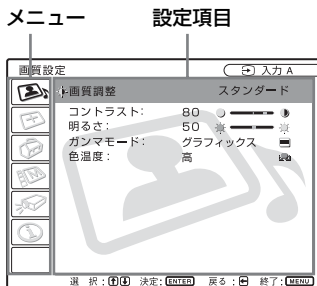 メニュー 設定項目
画質設定 入力 A
画質調整 スタンダード
コントラスト: 80
明るさ: 50
ガンマモード: グラフィックス
色温度: 高
選 択: 決定: ENTER 戻る: 終了: MENU